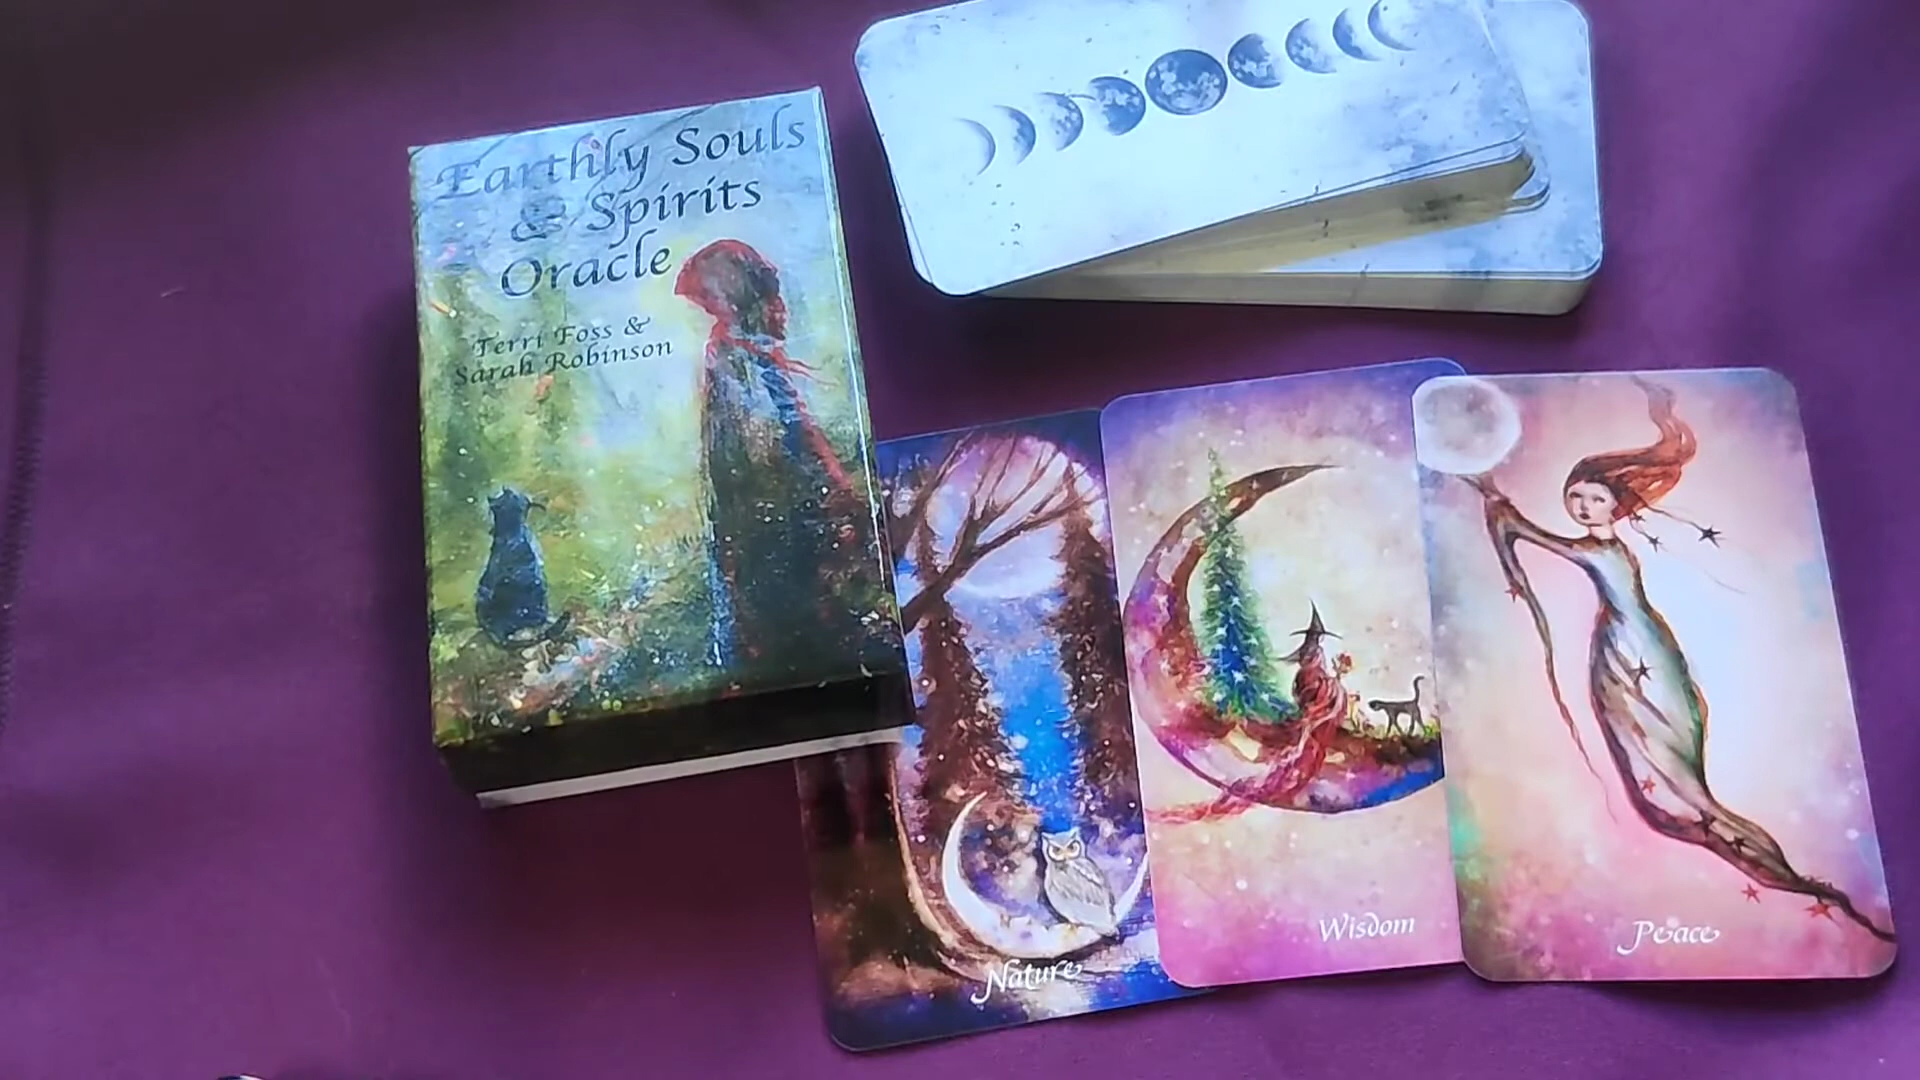 Earthly Souls
& Spirits
Oracle
Terri Foss &
Sarah Robinson
Nature
Wisdom
Peace